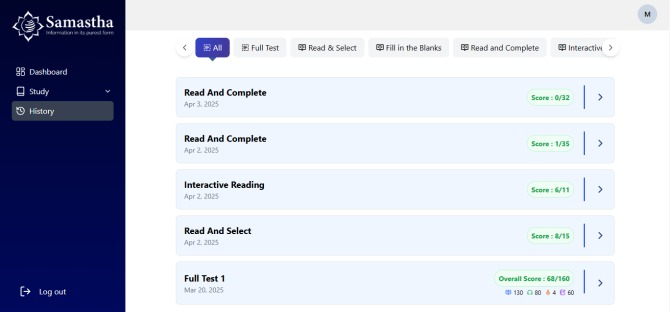 Samastha
Information in its purest form
M
All
Full Test
Read & Select
Fill in the Blanks
Read and Complete
Interactive
Dashboard
Study
History
Read And Complete
Apr 3, 2025
Score : 0/32
Read And Complete
Apr 2, 2025
Score : 1/35
Interactive Reading
Apr 2, 2025
Score : 6/11
Read And Select
Apr 2, 2025
Score : 8/15
Full Test 1
Mar 20, 2025
Overall Score : 68/160
130 80 4 60
Log out